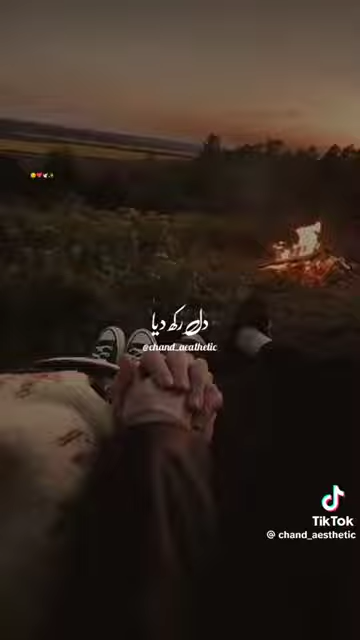 دل رکھ دیا
@chand_aesthetic
TikTok
@ chand_aesthetic